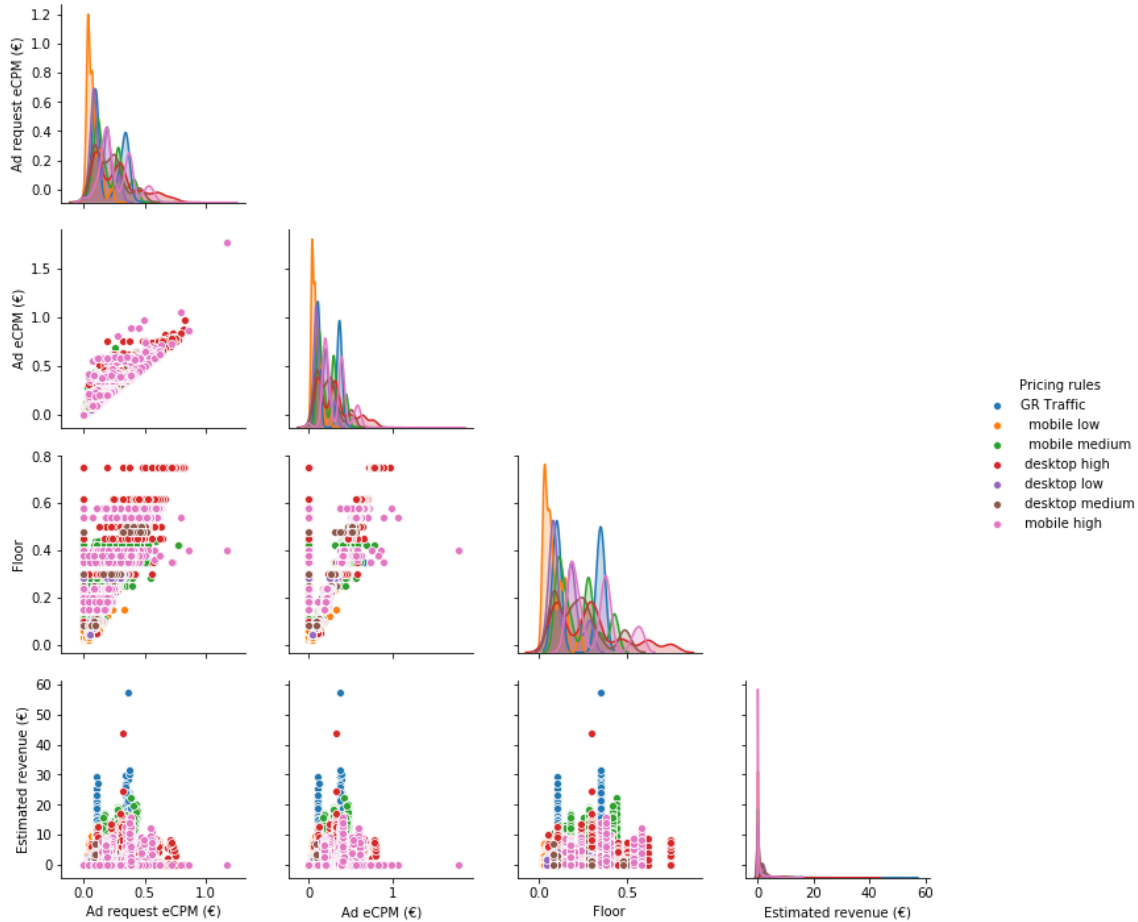 Ad request eCPM (€)
1.2
1.0
0.8
0.6
0.4
0.2
0.0
Ad eCPM (€)
1.5
1.0
0.5
0.0
Floor
0.8
0.6
0.4
0.2
0.0
Pricing rules
GR Traffic
mobile low
mobile medium
desktop high
desktop low
desktop medium
mobile high
Estimated revenue (€)
60
50
40
30
20
10
0
0.0 0.5 1.0
Ad request eCPM (€)
0 1
Ad eCPM (€)
0.0 0.5
Floor
0 20 40 60
Estimated revenue (€)